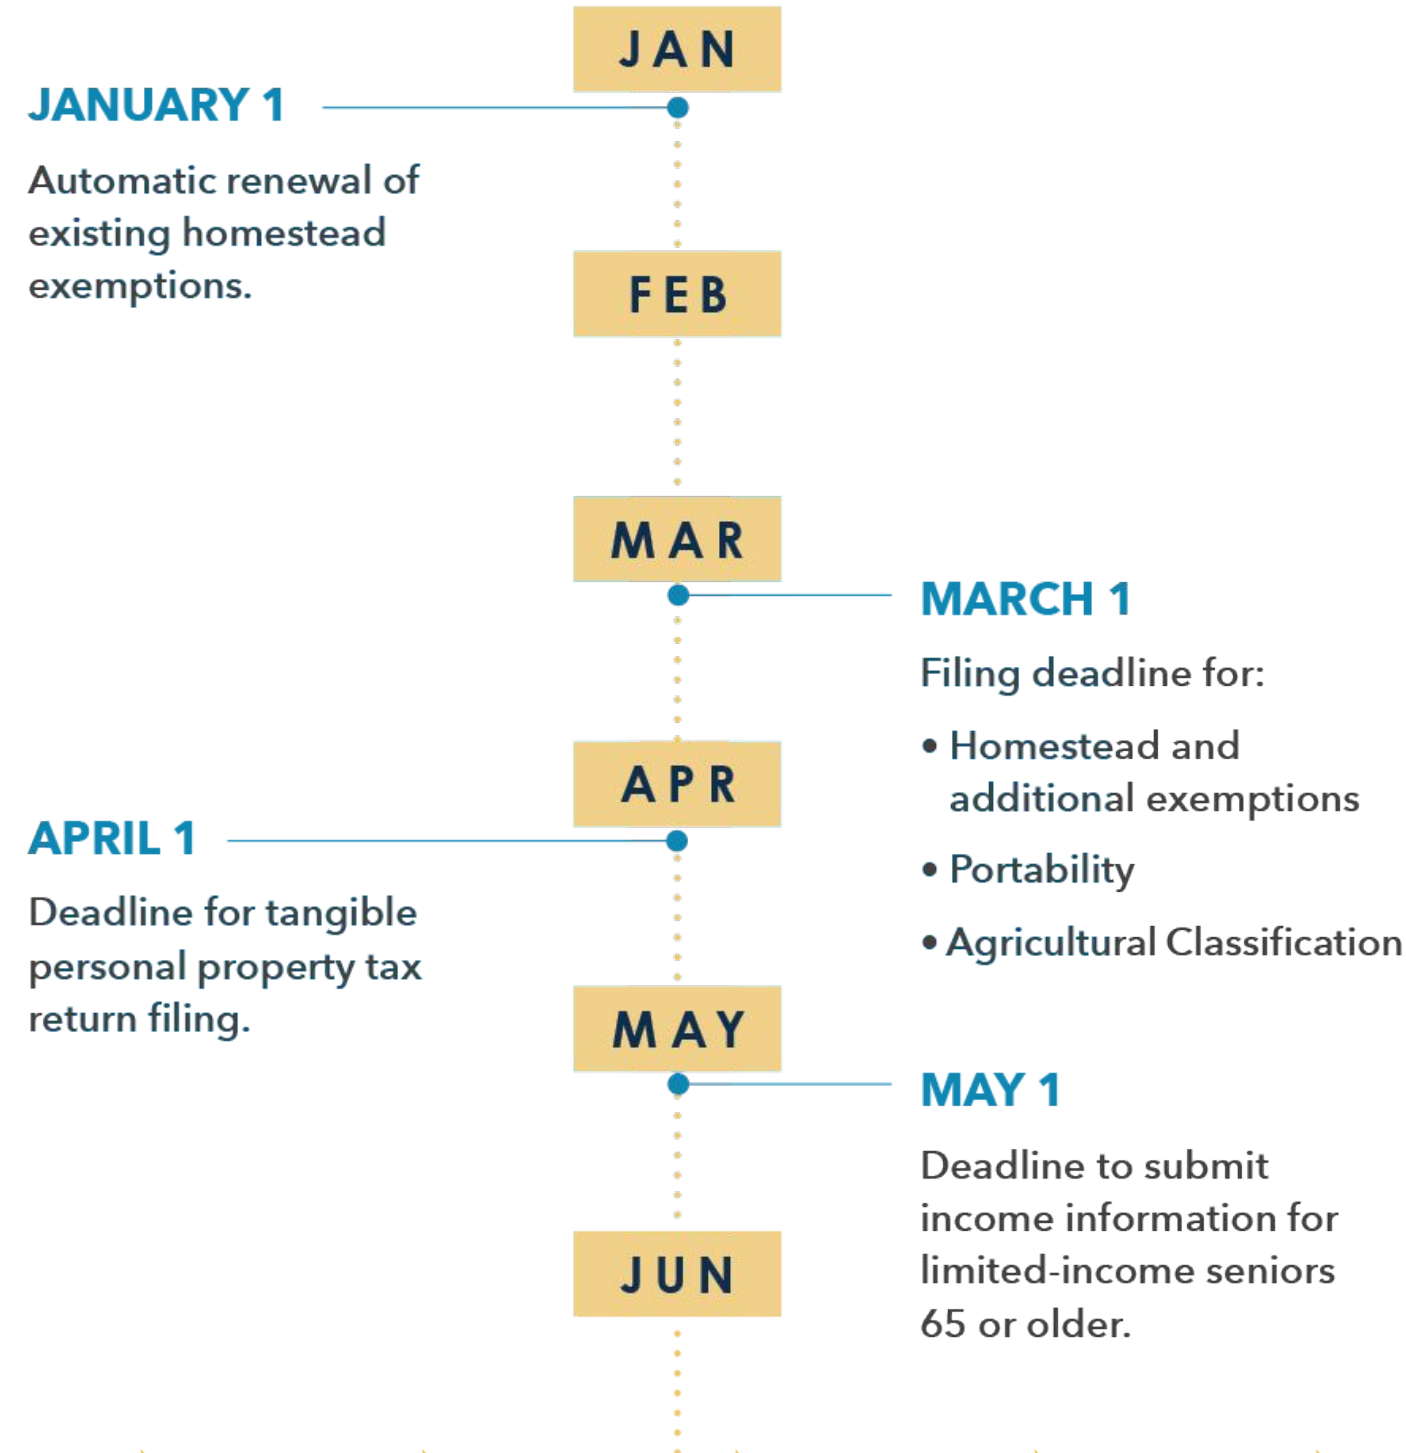 JAN
JANUARY 1
Automatic renewal of
existing homestead
exemptions.
FEB
MAR
MARCH 1
Filing deadline for:
• Homestead and
additional exemptions
• Portability
• Agricultural Classification
APR
APRIL 1
Deadline for tangible
personal property tax
return filing.
MAY
MAY 1
Deadline to submit
income information for
limited-income seniors
65 or older.
JUN